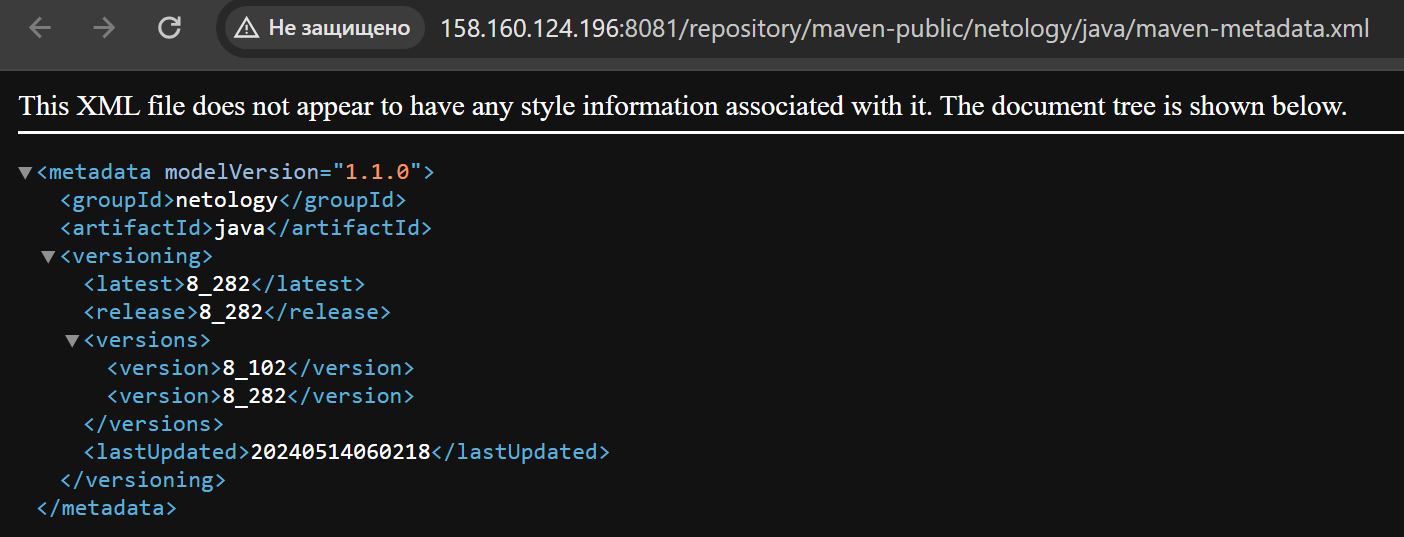 Не защищено 158.160.124.196:8081/repository/maven-public/netology/java/maven-metadata.xml
This XML file does not appear to have any style information associated with it. The document tree is shown below.
<metadata modelVersion="1.1.0">
<groupId>netology</groupId>
<artifactId>java</artifactId>
<versioning>
<latest>8_282</latest>
<release>8_282</release>
<versions>
<version>8_102</version>
<version>8_282</version>
</versions>
<lastUpdated>20240514060218</lastUpdated>
</versioning>
</metadata>